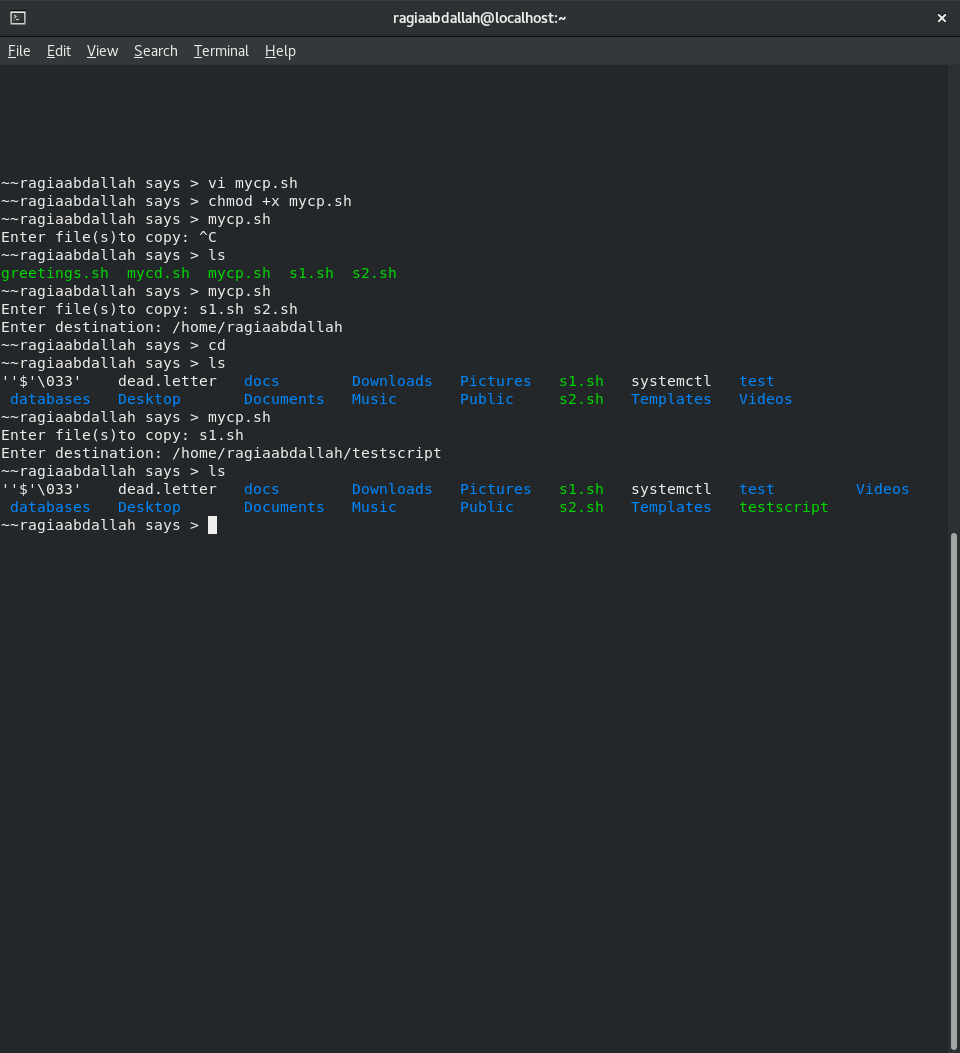 ragiaabdallah@localhost:~
File Edit View Search Terminal Help
~~ragiaabdallah says > vi mycp.sh
~~ragiaabdallah says > chmod +x mycp.sh
~~ragiaabdallah says > mycp.sh
Enter file(s)to copy: ^C
~~ragiaabdallah says > ls
greetings.sh  mycd.sh  mycp.sh  s1.sh  s2.sh
~~ragiaabdallah says > mycp.sh
Enter file(s)to copy: s1.sh s2.sh
Enter destination: /home/ragiaabdallah
~~ragiaabdallah says > cd
~~ragiaabdallah says > ls
''$'\033'    dead.letter   docs        Downloads   Pictures   s1.sh   systemctl   test
 databases   Desktop       Documents   Music       Public     s2.sh   Templates   Videos
~~ragiaabdallah says > mycp.sh
Enter file(s)to copy: s1.sh
Enter destination: /home/ragiaabdallah/testscript
~~ragiaabdallah says > ls
''$'\033'    dead.letter   docs        Downloads   Pictures   s1.sh   systemctl   test         Videos
 databases   Desktop       Documents   Music       Public     s2.sh   Templates   testscript
~~ragiaabdallah says >